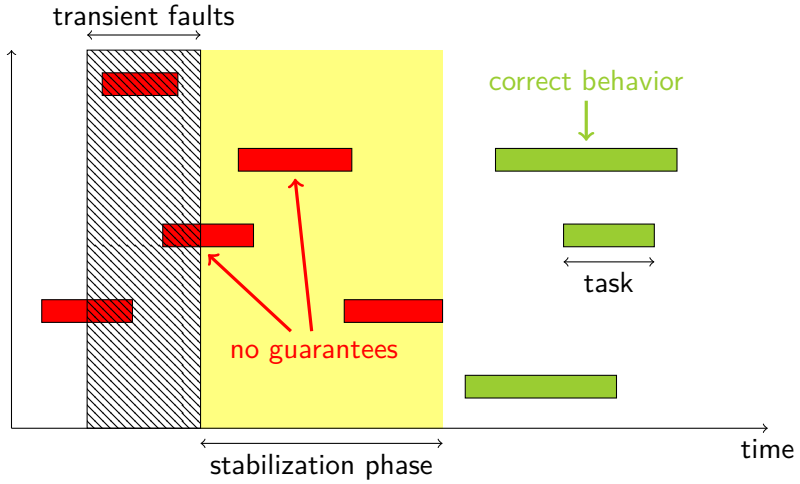 transient faults
correct behavior
task
no guarantees
time
stabilization phase